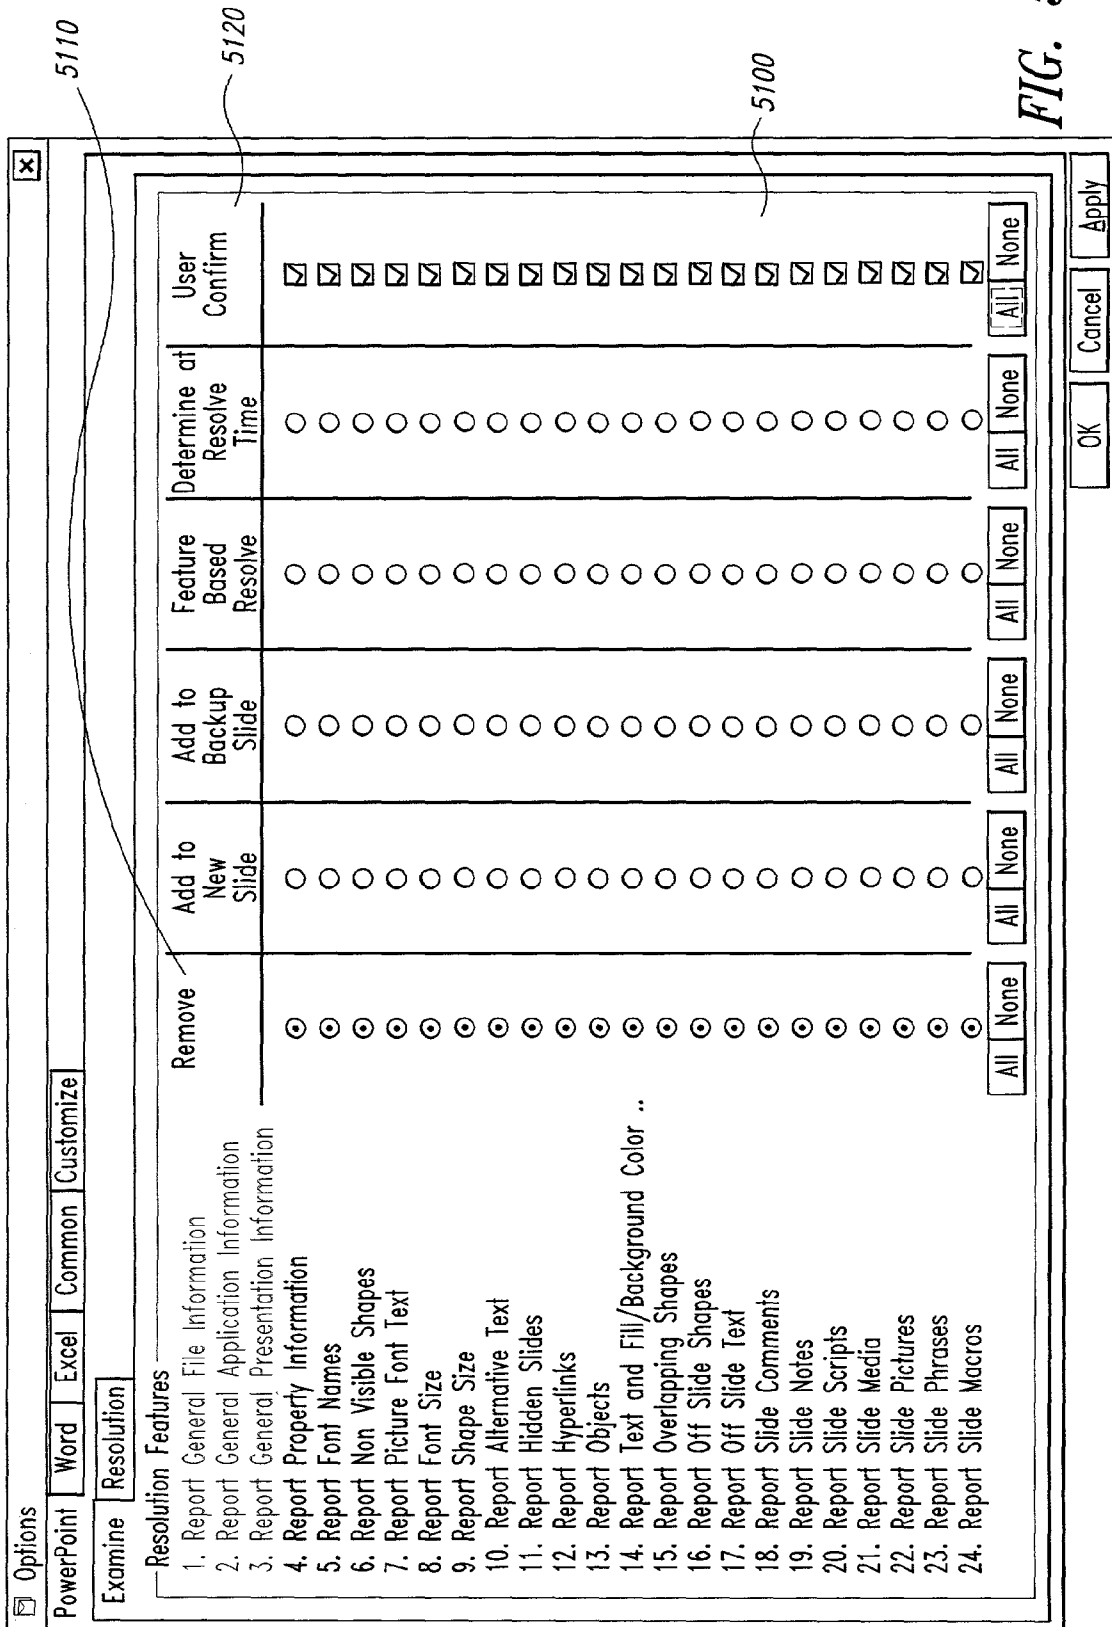 Options
PowerPoint Word Excel Common Customize
Examine Resolution
Resolution Features
Remove
Add to
New
Slide
Add to
Backup
Slide
Feature
Based
Resolve
Determine at
Resolve
Time
User
Confirm
1. Report General File Information
2. Report General Application Information
3. Report General Presentation Information
4. Report Property Information
5. Report Font Names
6. Report Non Visible Shapes
7. Report Picture Font Text
8. Report Font Size
9. Report Shape Size
10. Report Alternative Text
11. Report Hidden Slides
12. Report Hyperlinks
13. Report Objects
14. Report Text and Fill/Background Color ..
15. Report Overlapping Shapes
16. Report Off Slide Shapes
17. Report Off Slide Text
18. Report Slide Comments
19. Report Slide Notes
20. Report Slide Scripts
21. Report Slide Media
22. Report Slide Pictures
23. Report Slide Phrases
24. Report Slide Macros
All None All None All None All None All None All None
OK Cancel Apply
5110
5120
5100
FIG.